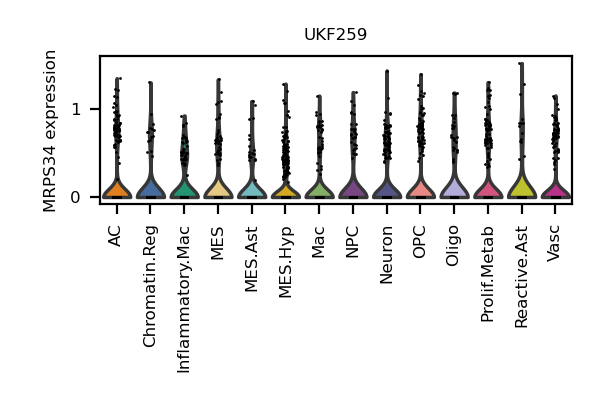 UKF259
MRPS34 expression
1
0
AC
Chromatin.Reg
Inflammatory.Mac
MES
MES.Ast
MES.Hyp
Mac
NPC
Neuron
OPC
Oligo
Prolif.Metab
Reactive.Ast
Vasc